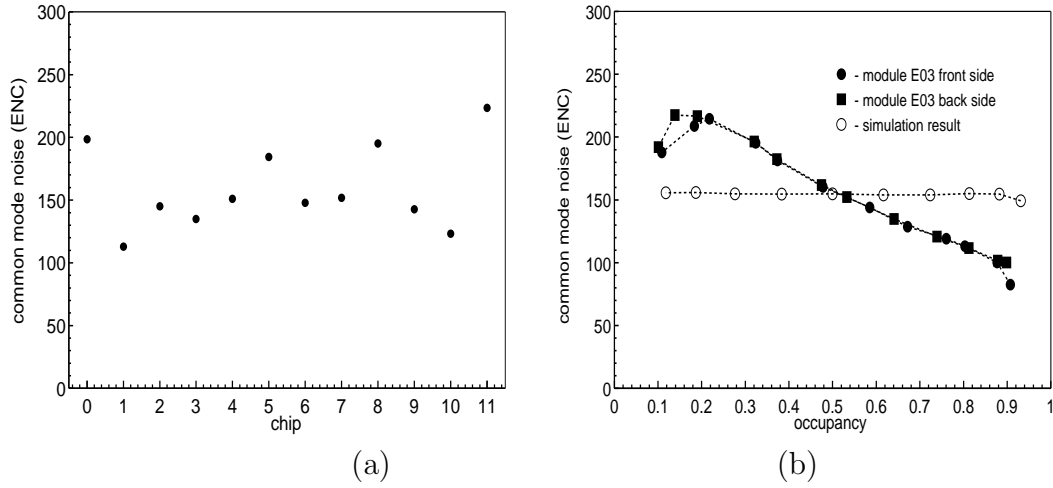 common mode noise (ENC)
300
250
200
150
100
50
0
0 1 2 3 4 5 6 7 8 9 10 11
chip
(a)
common mode noise (ENC)
300
250
200
150
100
50
0
- module E03 front side
- module E03 back side
- simulation result
0 0.1 0.2 0.3 0.4 0.5 0.6 0.7 0.8 0.9 1
occupancy
(b)